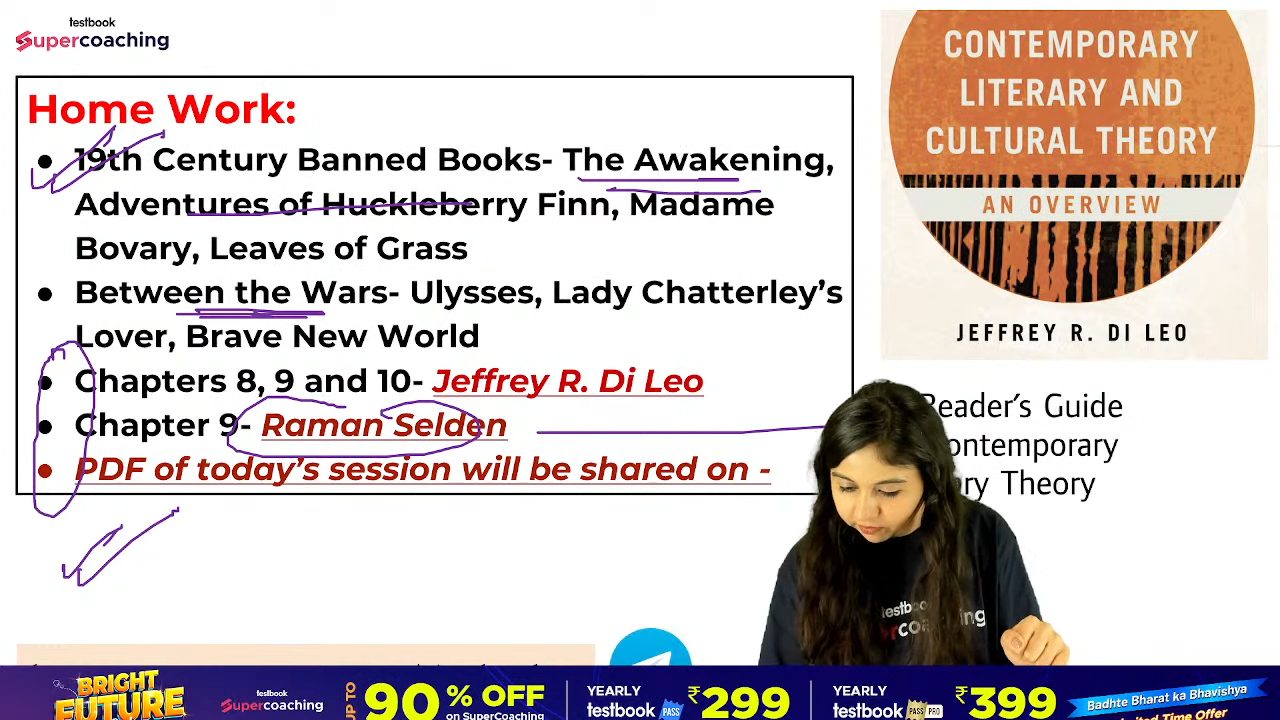 testbook
Supercoaching
CONTEMPORARY
LITERARY AND
CULTURAL THEORY
AN OVERVIEW
JEFFREY R. DI LEO
Home Work:
● 19th Century Banned Books- The Awakening,
Adventures of Huckleberry Finn, Madame
Bovary, Leaves of Grass
● Between the Wars- Ulysses, Lady Chatterley's
Lover, Brave New World
● Chapters 8, 9 and 10- Jeffrey R. Di Leo
● Chapter 9- Raman Selden
● PDF of today's session will be shared on -
Reader's Guide
Contemporary
Theory
testbook
coaching
BRIGHT
FUTURE
testbook
Supercoaching
UPTO
90% OFF
on SuperCoaching
YEARLY
testbook PASS
₹299
YEARLY
testbook PASS PRO
₹399
Badhte Bharat ka Bhavishya
Time Offer